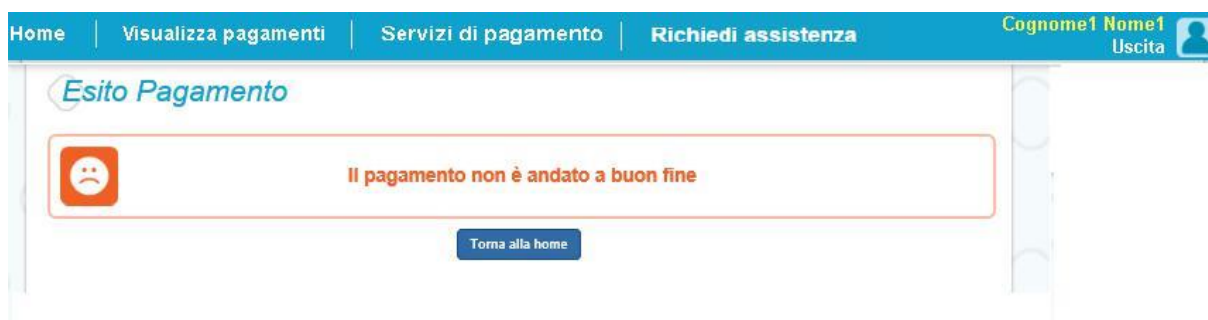 Home Visualizza pagamenti Servizi di pagamento Richiedi assistenza Cognome1 Nome1
Uscita
Esito Pagamento
Il pagamento non è andato a buon fine
Torna alla home